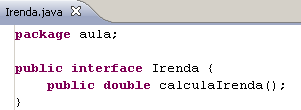 Irenda.java
package aula;
public interface Irenda {
public double calculaIrenda();
}